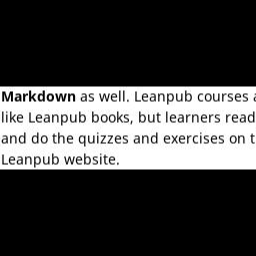 Markdown as well. Leanpub courses
like Leanpub books, but learners read
and do the quizzes and exercises on
Leanpub website.